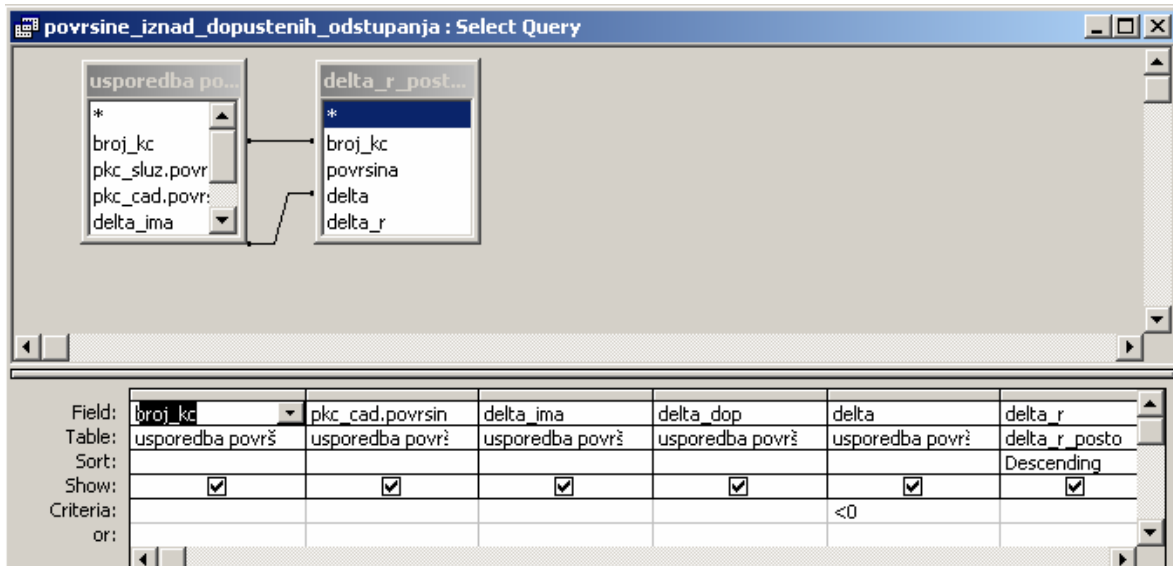 povrsine_iznad_dopustenih_odstupanja : Select Query
usporedba po...
*
broj_kc
pkc_sluz.povr
pkc_cad.povr
delta_ima
delta_r_post...
*
broj_kc
povrsina
delta
delta_r
Field: broj_kc pkc_cad.povrsin delta_ima delta_dop delta delta_r
Table: usporedba površ usporedba površ usporedba površ usporedba površ usporedba površ delta_r_posto
Sort: Descending
Show:
Criteria: <0
or: